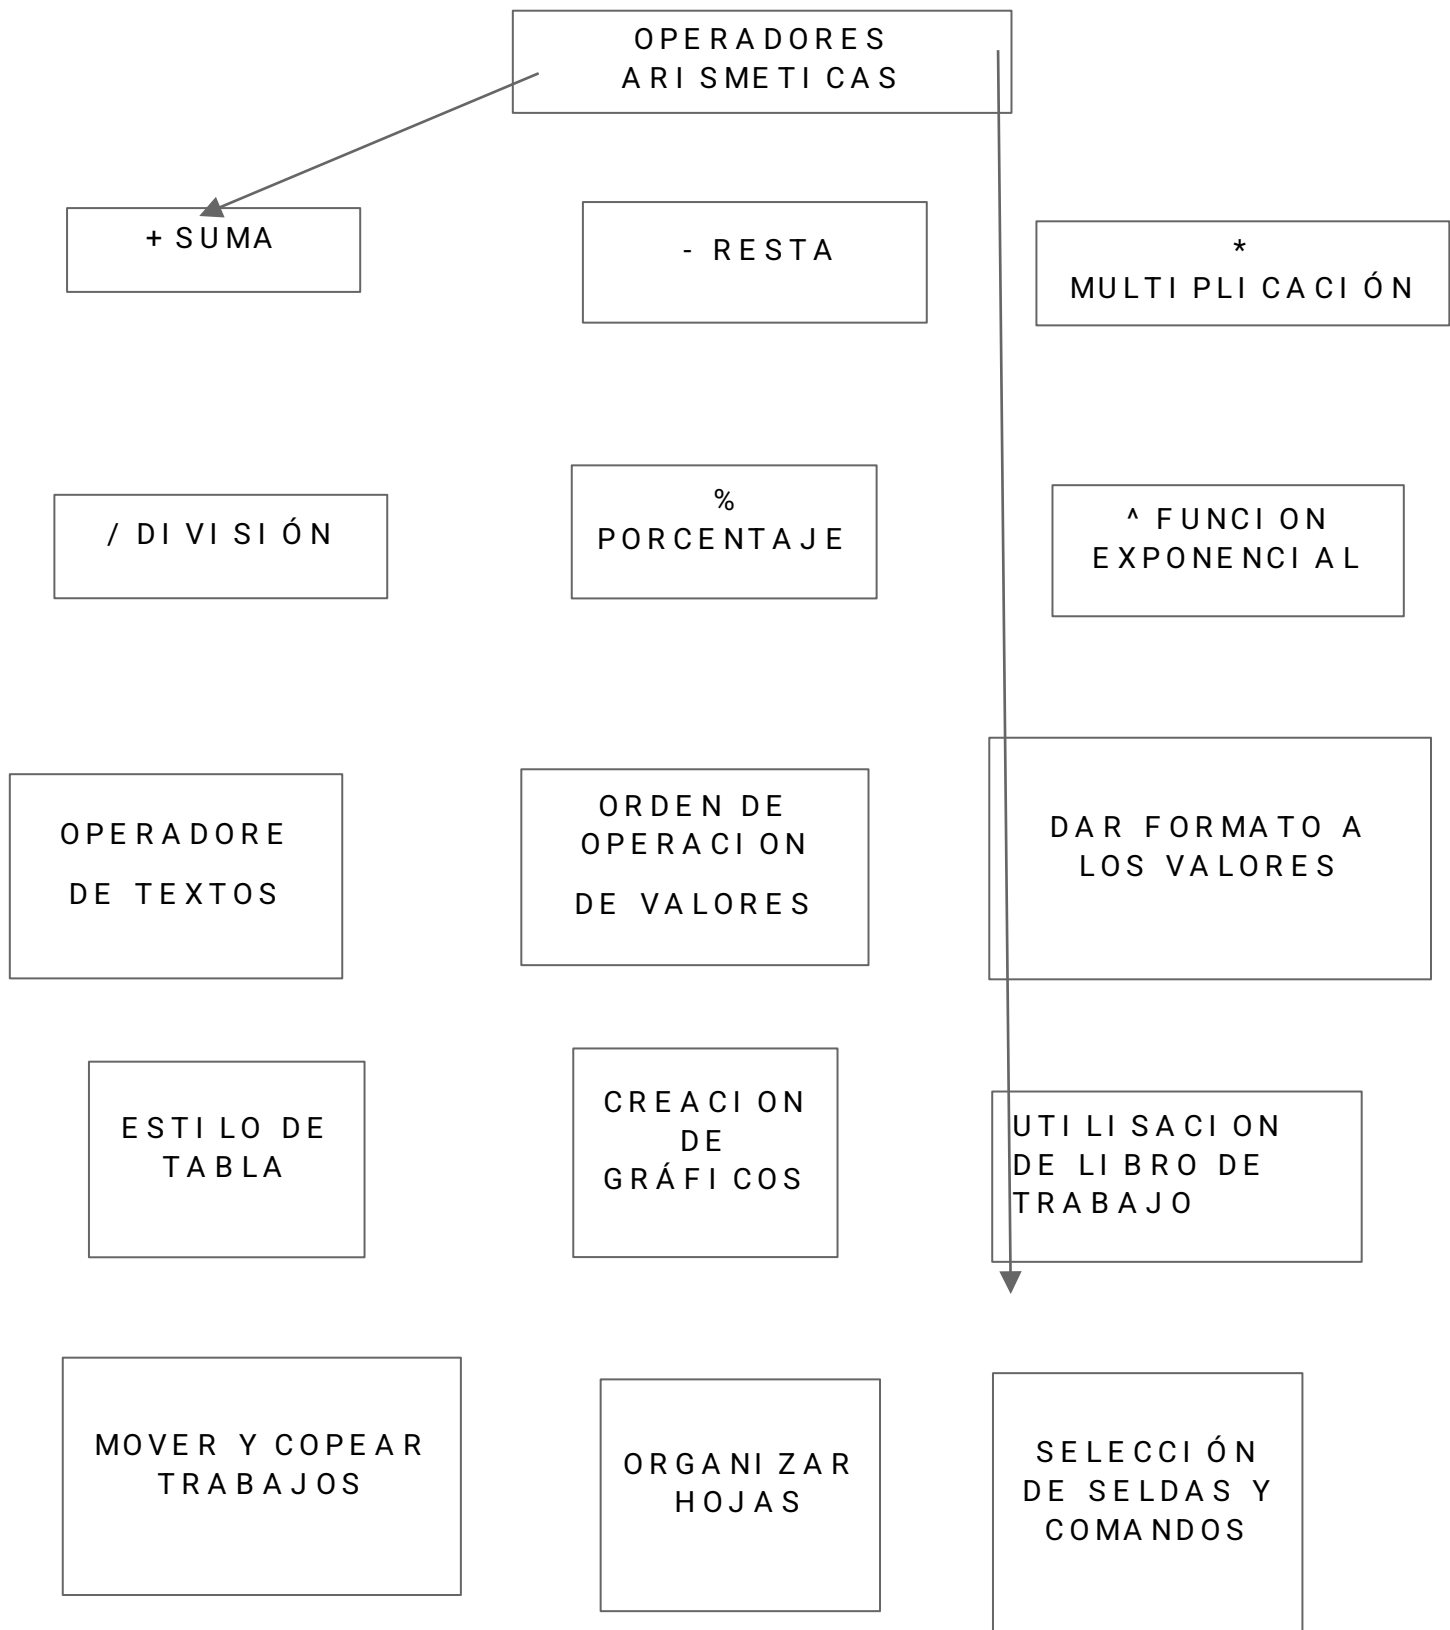 OPERADORES
ARISMETICAS
+ SUMA
- RESTA
*
MULTIPLICACIÓN
/ DIVISIÓN
%
PORCENTAJE
^ FUNCION
EXPONENCIAL
OPERADORE
DE TEXTOS
ORDEN DE
OPERACION
DE VALORES
DAR FORMATO A
LOS VALORES
ESTILO DE
TABLA
CREACION
DE
GRÁFICOS
UTILISACION
DE LIBRO DE
TRABAJO
MOVER Y COPEAR
TRABAJOS
ORGANIZAR
HOJAS
SELECCIÓN
DE SELDAS Y
COMANDOS